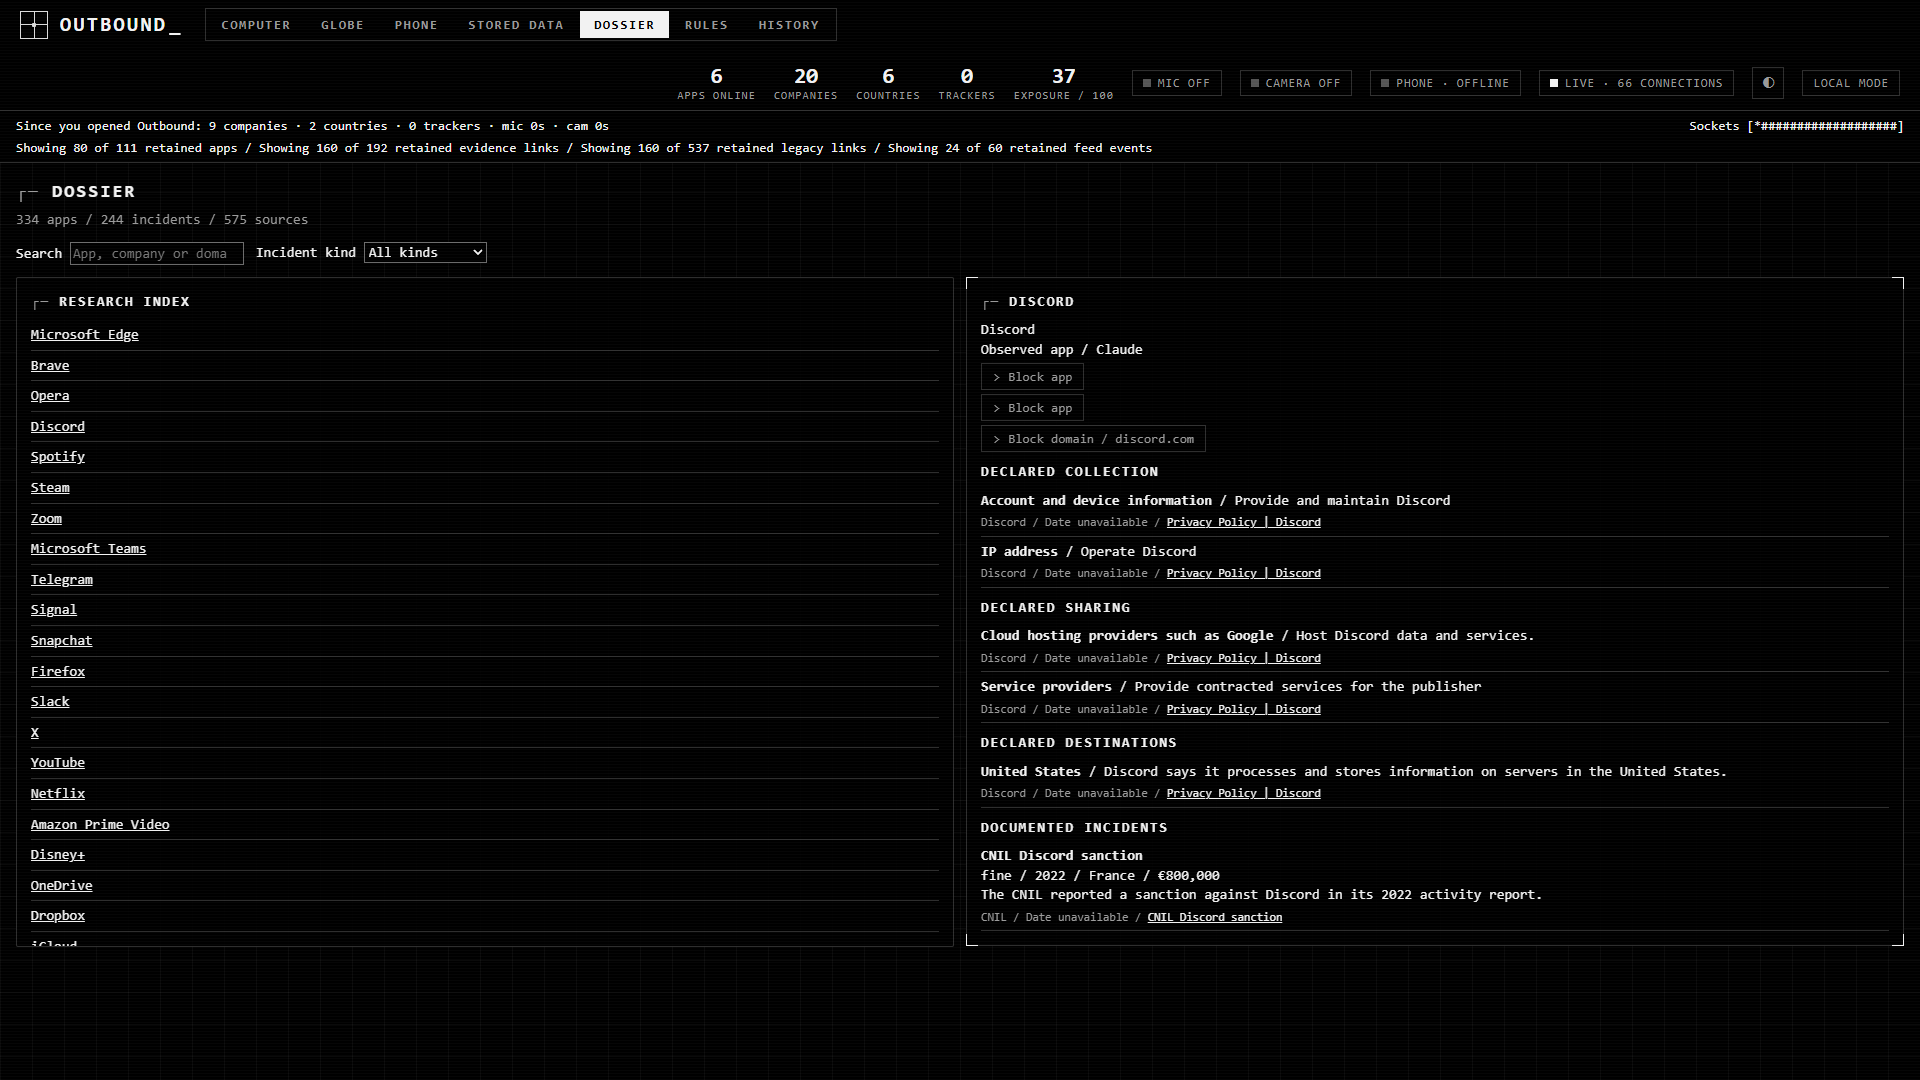 OUTBOUND_
COMPUTER GLOBE PHONE STORED DATA DOSSIER RULES HISTORY
6 APPS ONLINE
20 COMPANIES
6 COUNTRIES
0 TRACKERS
37 EXPOSURE / 100
MIC OFF
CAMERA OFF
PHONE · OFFLINE
LIVE · 66 CONNECTIONS
LOCAL MODE
Since you opened Outbound: 9 companies · 2 countries · 0 trackers · mic 0s · cam 0s
Sockets [*###################]
Showing 80 of 111 retained apps / Showing 160 of 192 retained evidence links / Showing 160 of 537 retained legacy links / Showing 24 of 60 retained feed events
┌─ DOSSIER
334 apps / 244 incidents / 575 sources
Search App, company or doma Incident kind All kinds
┌─ RESEARCH INDEX
Microsoft Edge
Brave
Opera
Discord
Spotify
Steam
Zoom
Microsoft Teams
Telegram
Signal
Snapchat
Firefox
Slack
X
YouTube
Netflix
Amazon Prime Video
Disney+
OneDrive
Dropbox
iCloud
┌─ DISCORD
Discord
Observed app / Claude
> Block app
> Block app
> Block domain / discord.com
DECLARED COLLECTION
Account and device information / Provide and maintain Discord
Discord / Date unavailable / Privacy Policy | Discord
IP address / Operate Discord
Discord / Date unavailable / Privacy Policy | Discord
DECLARED SHARING
Cloud hosting providers such as Google / Host Discord data and services.
Discord / Date unavailable / Privacy Policy | Discord
Service providers / Provide contracted services for the publisher
Discord / Date unavailable / Privacy Policy | Discord
DECLARED DESTINATIONS
United States / Discord says it processes and stores information on servers in the United States.
Discord / Date unavailable / Privacy Policy | Discord
DOCUMENTED INCIDENTS
CNIL Discord sanction
fine / 2022 / France / €800,000
The CNIL reported a sanction against Discord in its 2022 activity report.
CNIL / Date unavailable / CNIL Discord sanction